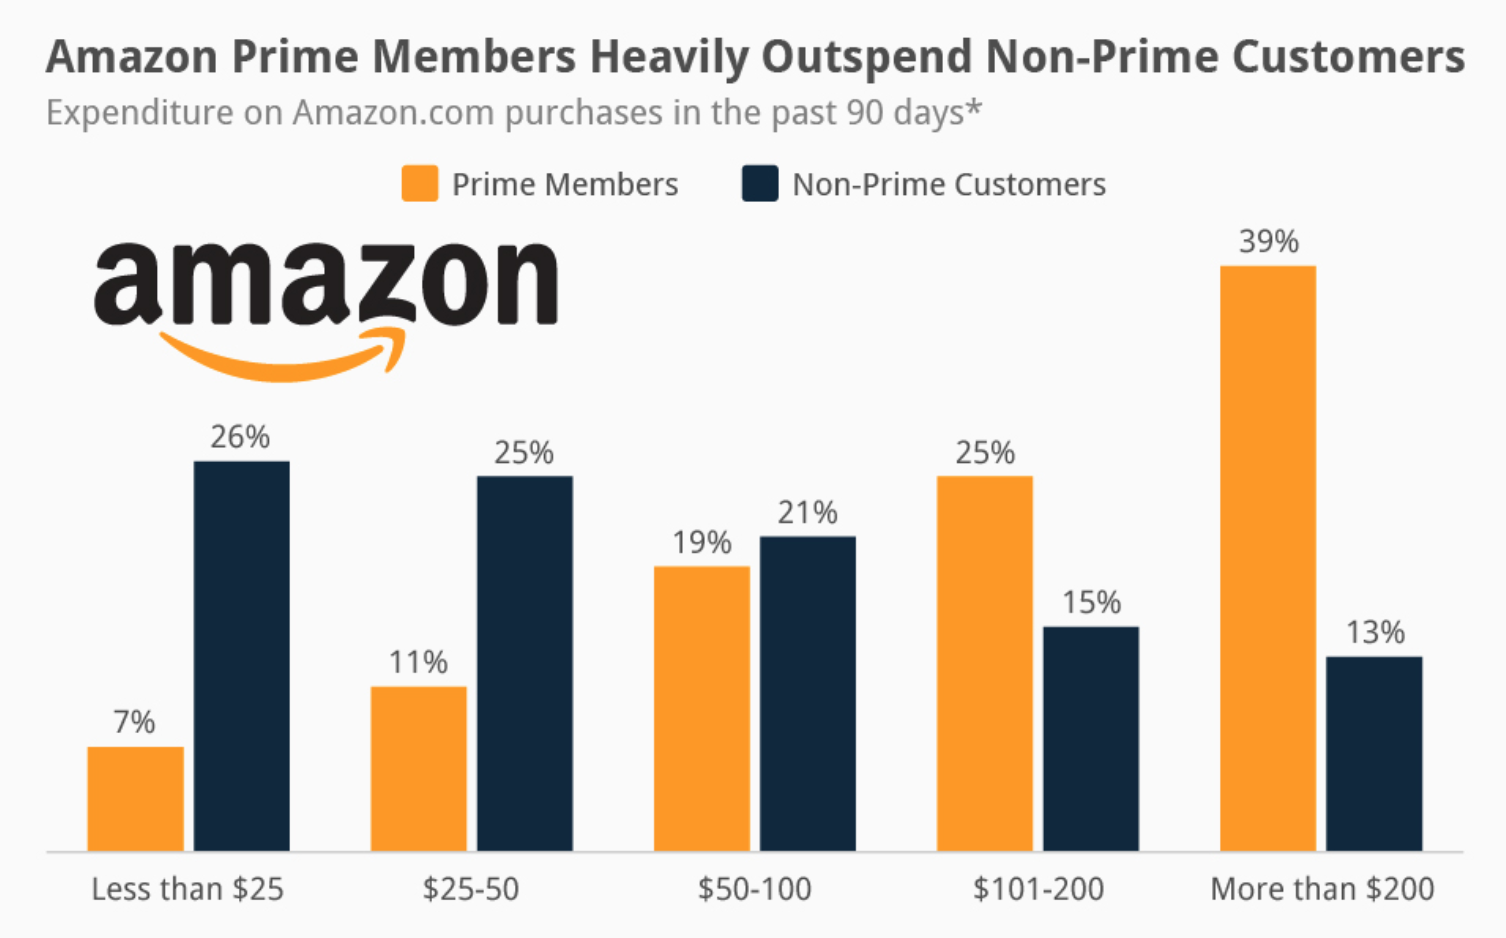 Amazon Prime Members Heavily Outspend Non-Prime Customers
Expenditure on Amazon.com purchases in the past 90 days*
Prime Members Non-Prime Customers
amazon
39%
26%
25%
25%
21%
19%
15%
13%
11%
7%
Less than $25 $25-50 $50-100 $101-200 More than $200